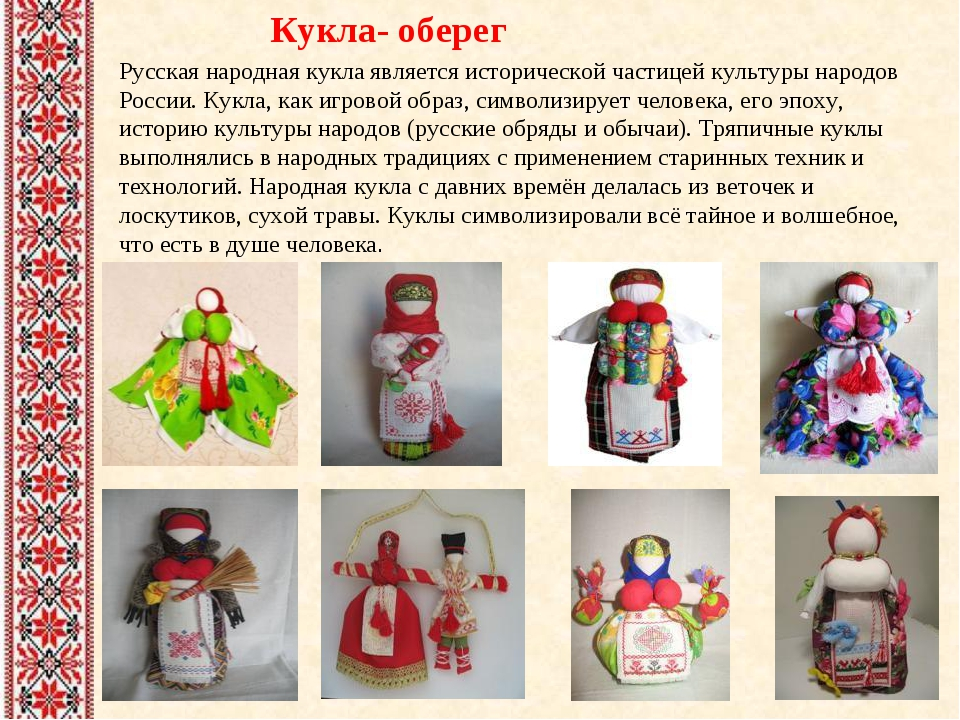 Кукла- оберег
Русская народная кукла является исторической частицей культуры народов
России. Кукла, как игровой образ, символизирует человека, его эпоху,
историю культуры народов (русские обряды и обычаи). Тряпичные куклы
выполнялись в народных традициях с применением старинных техник и
технологий. Народная кукла с давних времён делалась из веточек и
лоскутиков, сухой травы. Куклы символизировали всё тайное и волшебное,
что есть в душе человека.